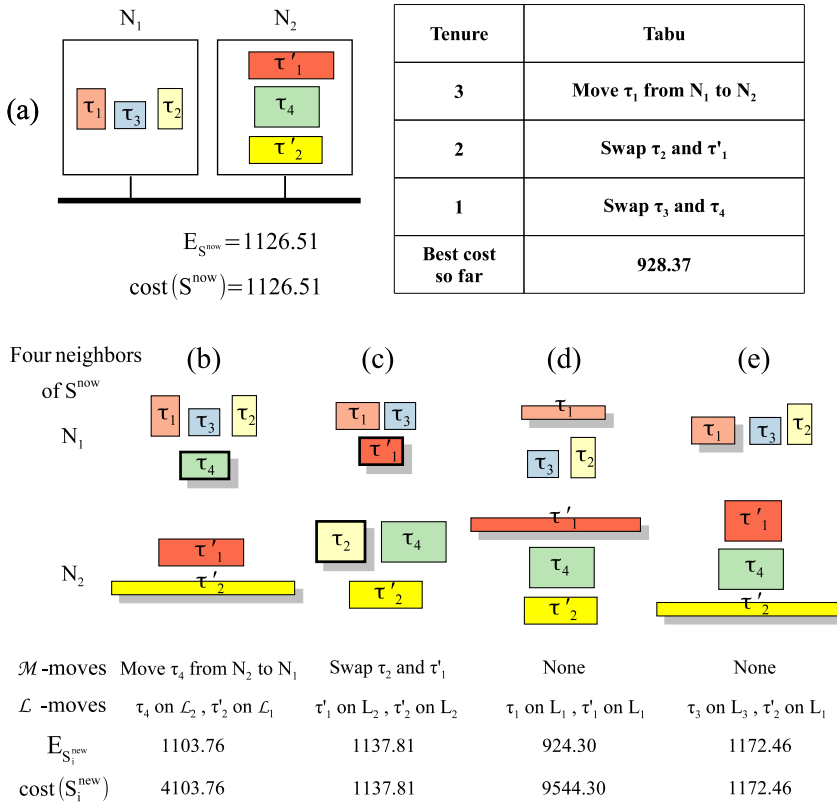 N₁ N₂
(a)
τ₁ τ₃ τ₂
τ'₁
τ₄
τ'₂
E_Sⁿᵒʷ=1126.51
cost(Sⁿᵒʷ)=1126.51
Tenure Tabu
3 Move τ₁ from N₁ to N₂
2 Swap τ₂ and τ'₁
1 Swap τ₃ and τ₄
Best cost so far 928.37
Four neighbors
of Sⁿᵒʷ
(b) (c) (d) (e)
N₁
τ₁ τ₃ τ₂
τ₄
τ₁ τ₃
τ'₁
τ₁
τ₃ τ₂
τ₁ τ₃ τ₂
N₂
τ'₁
τ'₂
τ₂ τ₄
τ'₂
τ'₁
τ₄
τ'₂
τ'₁
τ₄
τ'₂
ℳ -moves Move τ₄ from N₂ to N₁ Swap τ₂ and τ'₁ None None
ℒ -moves τ₄ on ℒ₂ , τ'₂ on ℒ₁ τ'₁ on L₂ , τ'₂ on L₂ τ₁ on L₁ , τ'₁ on L₁ τ₃ on L₃ , τ'₂ on L₁
E_Sᵢⁿᵉʷ 1103.76 1137.81 924.30 1172.46
cost(Sᵢⁿᵉʷ) 4103.76 1137.81 9544.30 1172.46